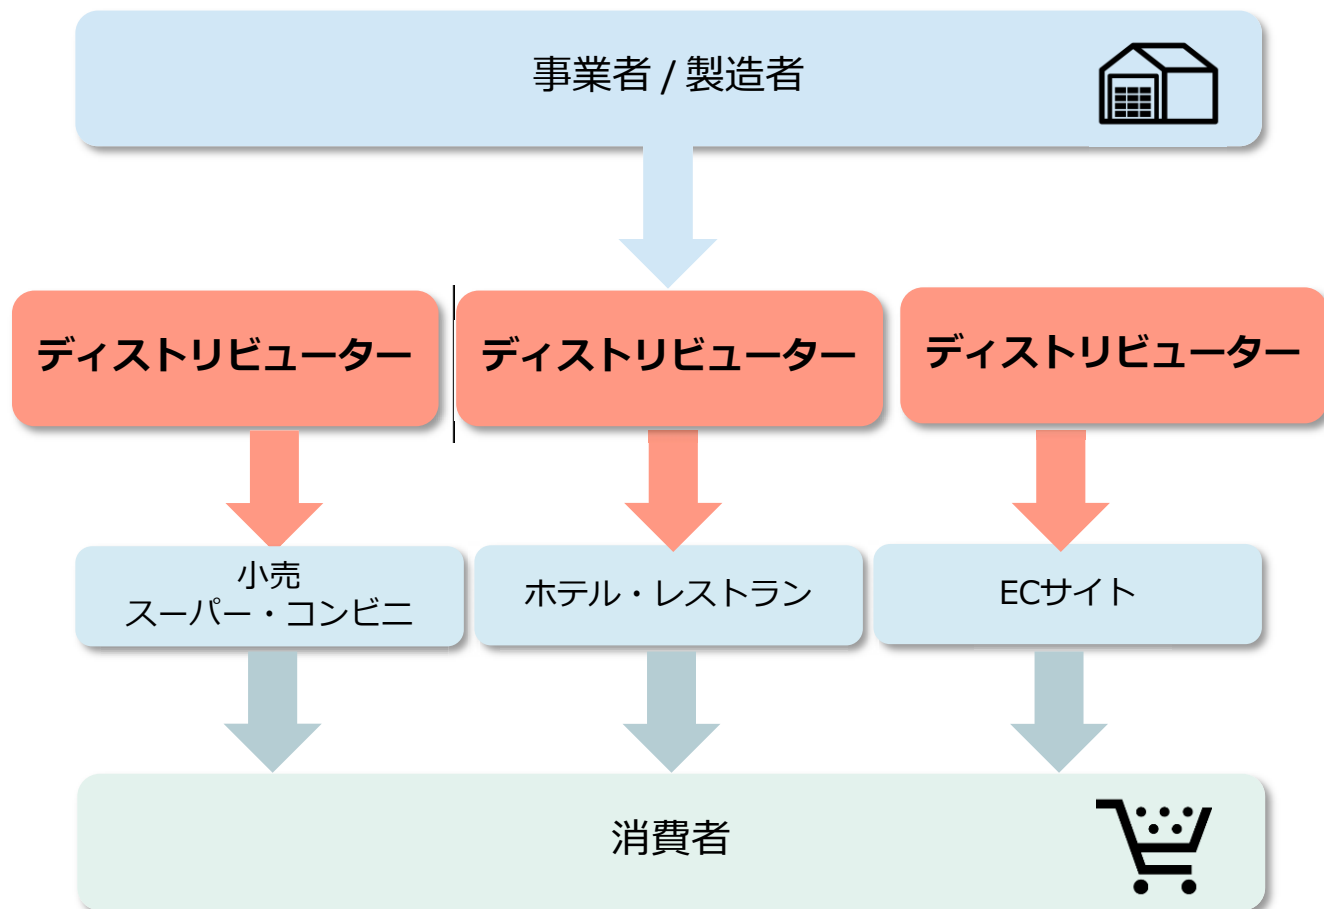 事業者 / 製造者
ディストリビューター
ディストリビューター
ディストリビューター
小売
スーパー・コンビニ
ホテル・レストラン
ECサイト
消費者